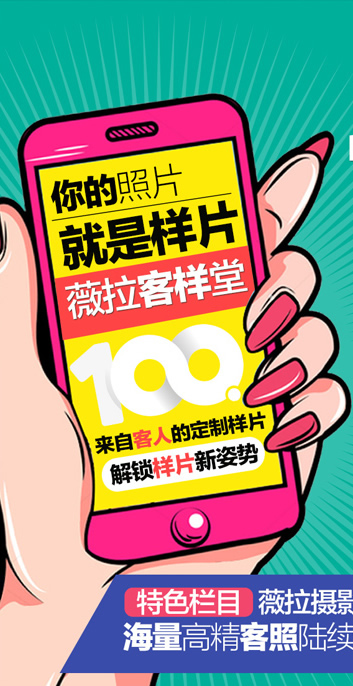 你的照片
就是样片
薇拉客样堂
100.
来自客人的定制样片
解锁样片新姿势
特色栏目 薇拉摄影
海量高精客照陆续